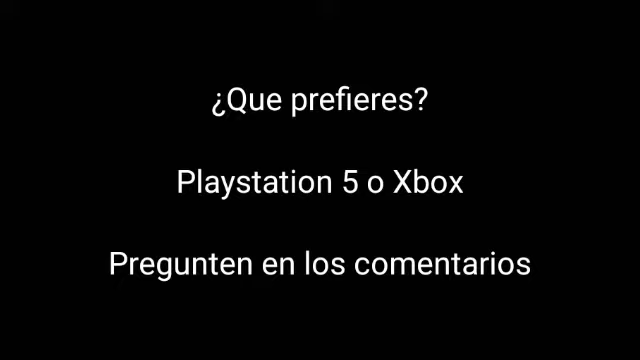 ¿Que prefieres?
Playstation 5 o Xbox
Pregunten en los comentarios